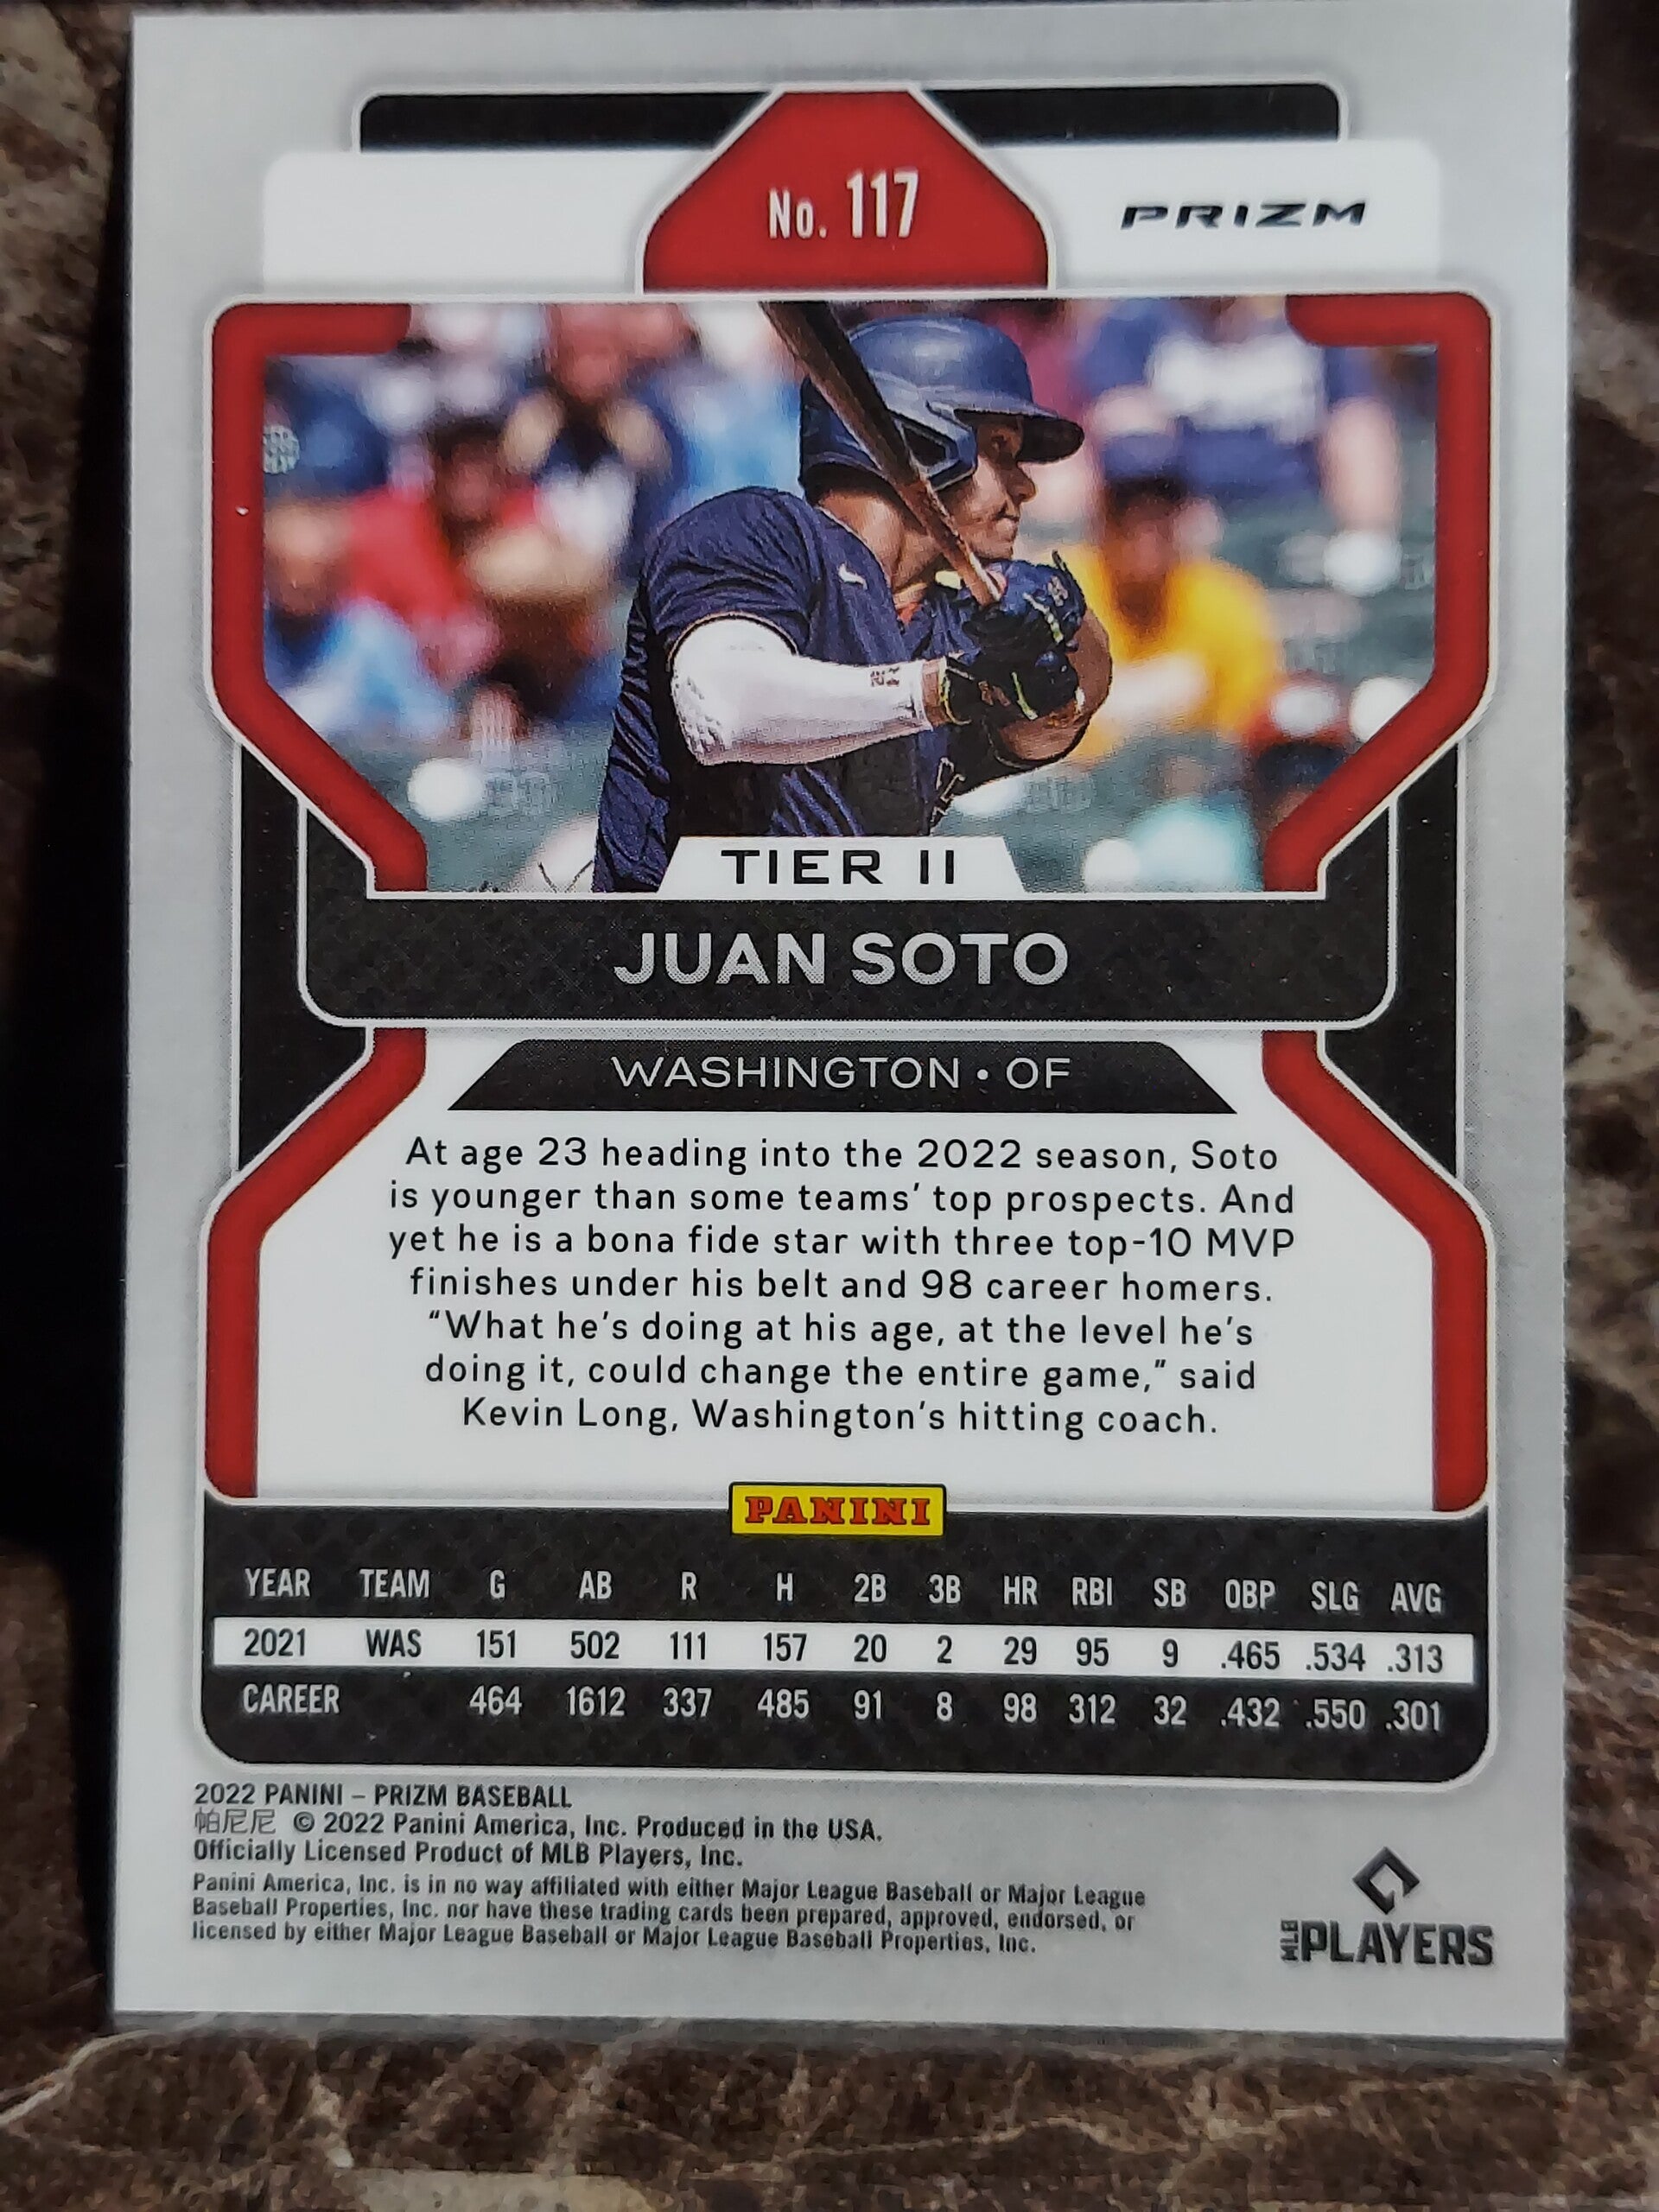 No. 117
PRIZM
TIER II
JUAN SOTO
WASHINGTON • OF
At age 23 heading into the 2022 season, Soto
is younger than some teams' top prospects. And
yet he is a bona fide star with three top-10 MVP
finishes under his belt and 98 career homers.
“What he's doing at his age, at the level he's
doing it, could change the entire game,” said
Kevin Long, Washington's hitting coach.
PANINI
YEAR TEAM G AB R H 2B 3B HR RBI SB OBP SLG AVG
2021 WAS 151 502 111 157 20 2 29 95 9 .465 .534 .313
CAREER 464 1612 337 485 91 8 98 312 32 .432 .550 .301
2022 PANINI – PRIZM BASEBALL
帕尼尼 © 2022 Panini America, Inc. Produced in the USA.
Officially Licensed Product of MLB Players, Inc.
Panini America, Inc. is in no way affiliated with either Major League Baseball or Major League
Baseball Properties, Inc. nor have these trading cards been prepared, approved, endorsed, or
licensed by either Major League Baseball or Major League Baseball Properties, Inc.
MLB PLAYERS